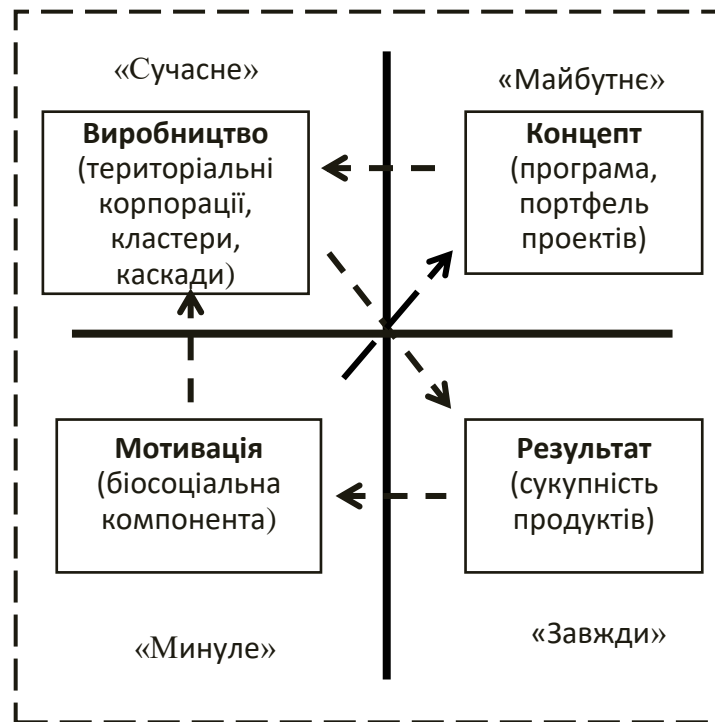 «Сучасне»
«Майбутнє»
Виробництво
(територіальні
корпорації,
кластери,
каскади)
Концепт
(програма,
портфель
проектів)
Мотивація
(біосоціальна
компонента)
Результат
(сукупність
продуктів)
«Минуле»
«Завжди»